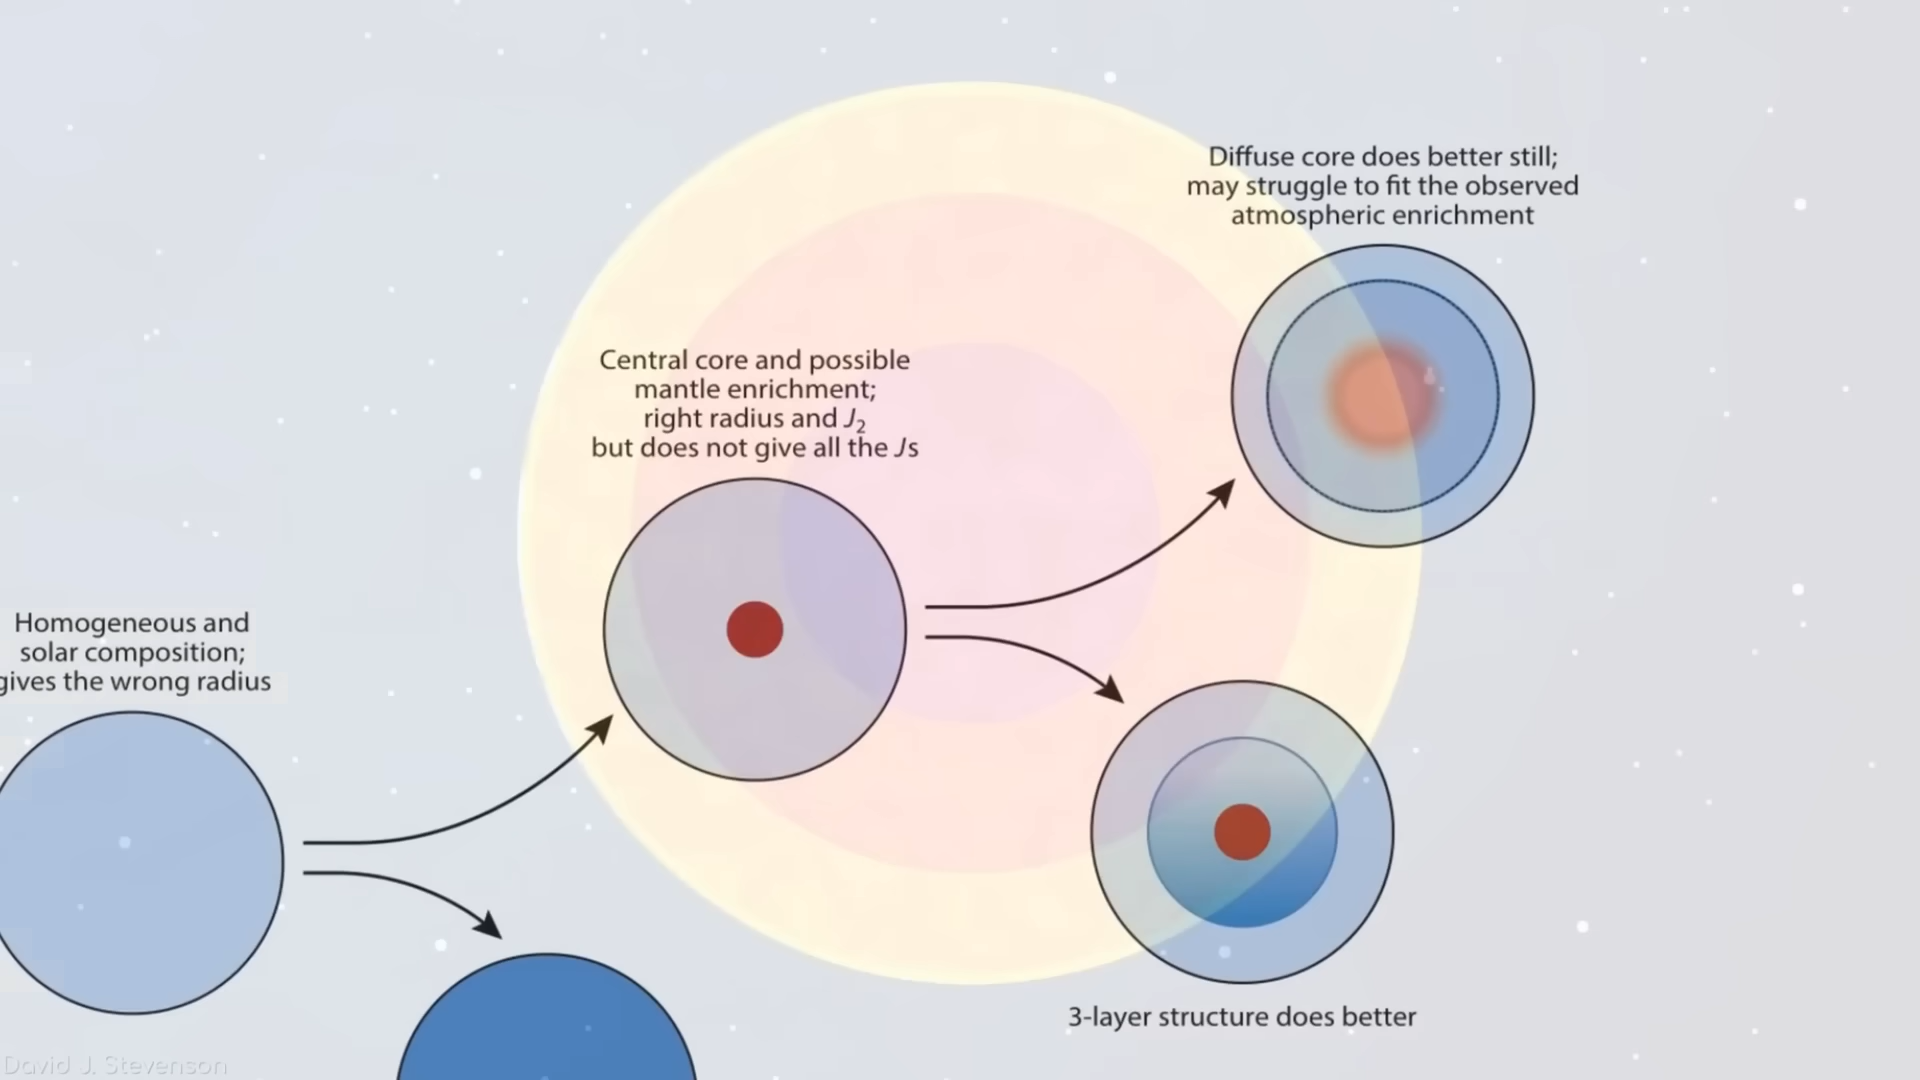 Diffuse core does better still;
may struggle to fit the observed
atmospheric enrichment
Central core and possible
mantle enrichment;
right radius and J₂
but does not give all the Js
Homogeneous and
solar composition;
gives the wrong radius
3-layer structure does better
David J. Stevenson